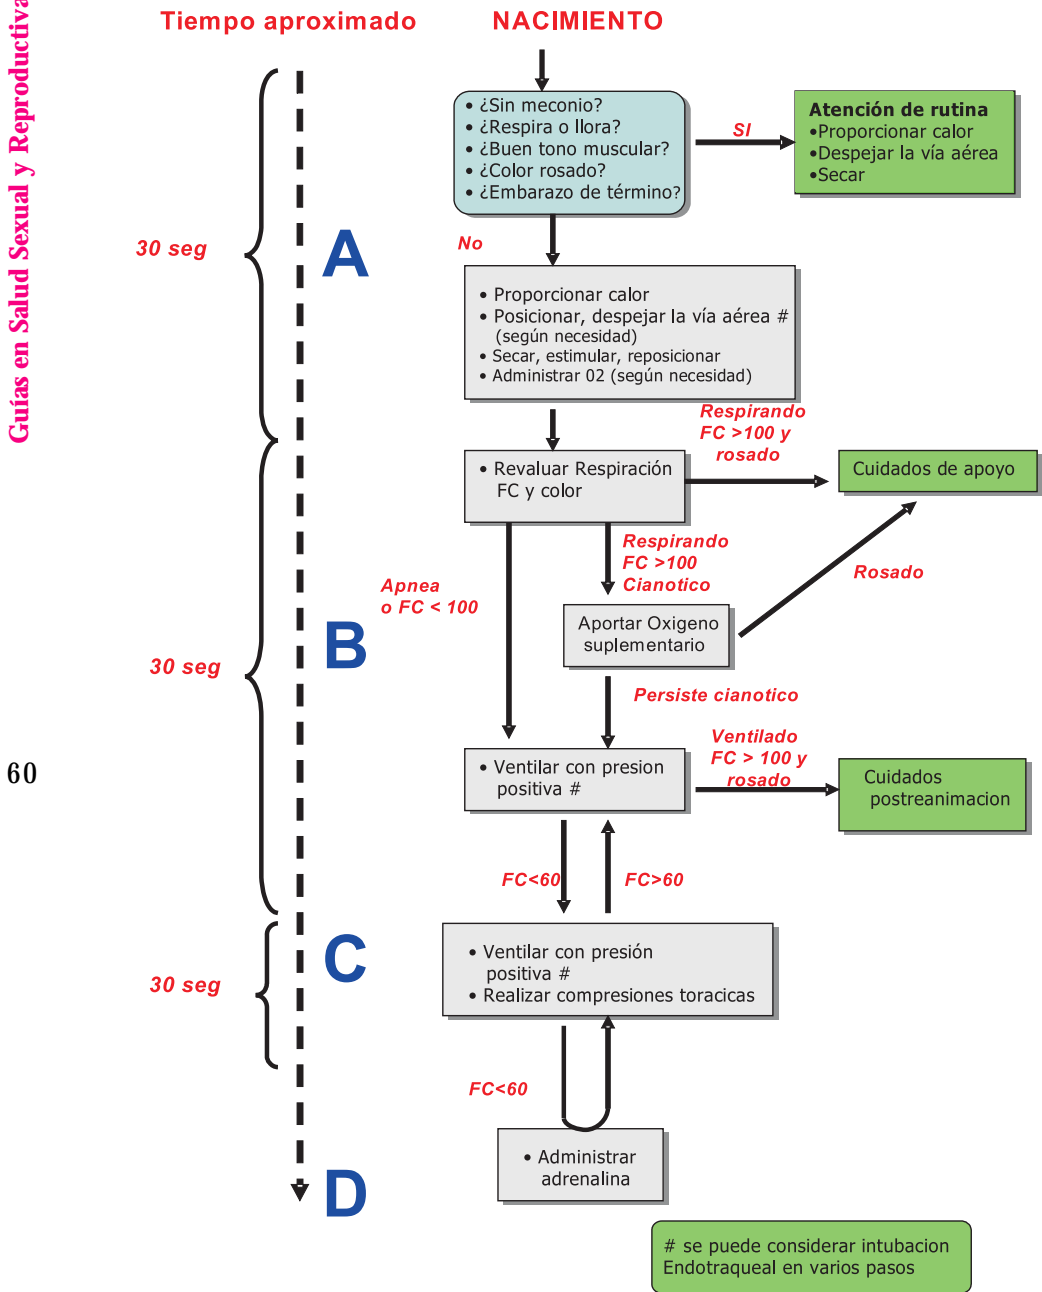 Guías en Salud Sexual y Reproductiva
60
Tiempo aproximado
NACIMIENTO
• ¿Sin meconio?
• ¿Respira o llora?
• ¿Buen tono muscular?
• ¿Color rosado?
• ¿Embarazo de término?
SI
Atención de rutina
•Proporcionar calor
•Despejar la vía aérea
•Secar
30 seg
A
No
• Proporcionar calor
• Posicionar, despejar la vía aérea #
(según necesidad)
• Secar, estimular, reposicionar
• Administrar 02 (según necesidad)
Respirando
FC >100 y
rosado
• Revaluar Respiración
FC y color
Cuidados de apoyo
Apnea
o FC < 100
Respirando
FC >100
Cianotico
Rosado
B
30 seg
Aportar Oxigeno
suplementario
Persiste cianotico
• Ventilar con presion
positiva #
Ventilado
FC > 100 y
rosado
Cuidados
postreanimacion
FC<60
FC>60
C
30 seg
• Ventilar con presión
positiva #
• Realizar compresiones toracicas
FC<60
D
• Administrar
adrenalina
# se puede considerar intubacion
Endotraqueal en varios pasos